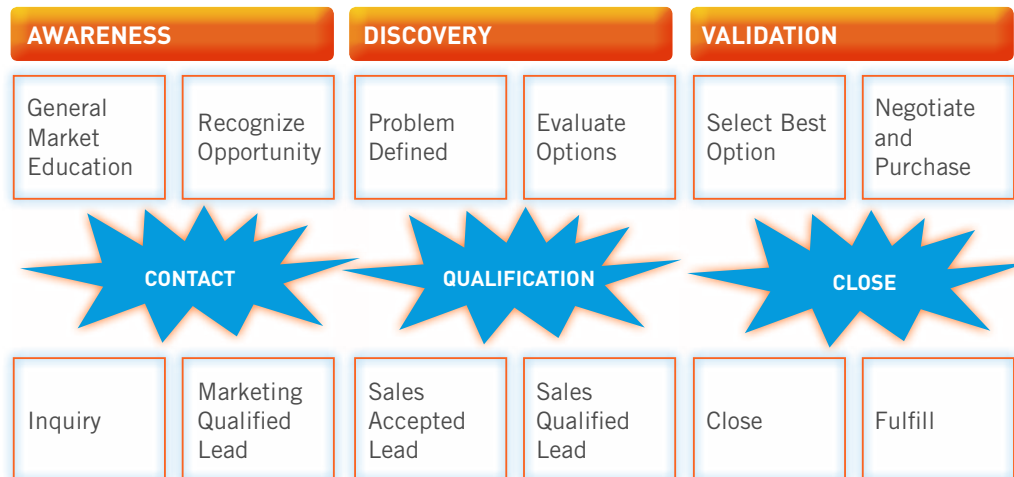 AWARENESS
DISCOVERY
VALIDATION
General
Market
Education
Recognize
Opportunity
Problem
Defined
Evaluate
Options
Select Best
Option
Negotiate
and
Purchase
CONTACT
QUALIFICATION
CLOSE
Inquiry
Marketing
Qualified
Lead
Sales
Accepted
Lead
Sales
Qualified
Lead
Close
Fulfill